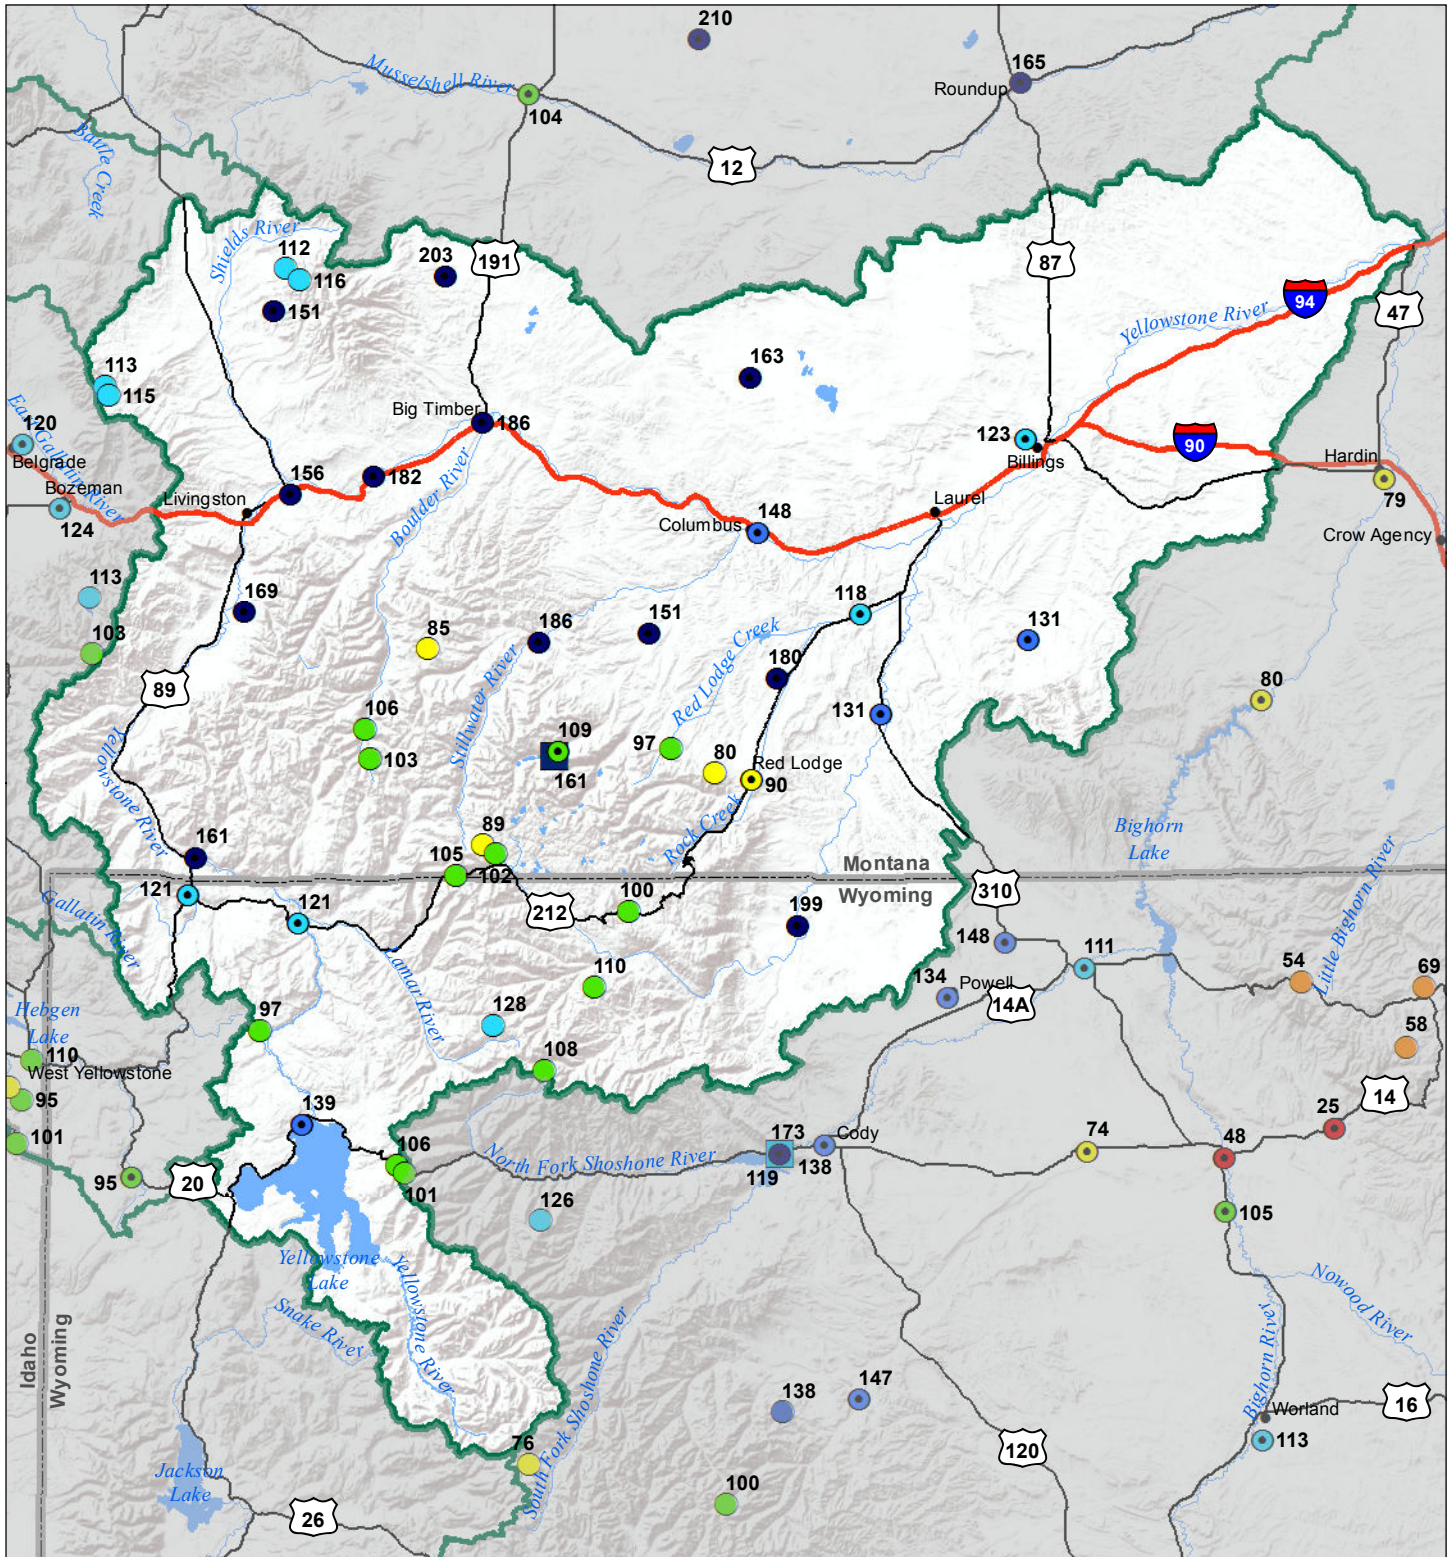 210
165
Roundup
Musselshell River
104
12
Battle Creek
Shields River
112
116
203
191
87
151
94
47
Yellowstone River
113
115
163
Big Timber
186
East Gallatin River
120
Belgrade
123
Billings
90
Hardin
79
Bozeman
124
156
182
Livingston
Boulder River
Laurel
Columbus
148
Crow Agency
113
169
118
103
85
186
151
131
Red Lodge Creek
180
89
80
106
Stillwater River
131
103
109
161
97
80
Red Lodge
90
Yellowstone River
Bighorn
Lake
89
161
105
102
Rock Creek
Montana
Wyoming
310
Little Bighorn River
121
121
Gallatin River
212
100
199
148
111
Lamar River
110
134
Powell
14A
54
69
Hebgen
Lake
97
128
58
110
West Yellowstone
108
95
14
25
139
101
106
173
Cody
74
48
North Fork Shoshone River
119
138
95
20
101
126
105
Yellowstone
Lake
Yellowstone River
Nowood River
Snake River
Idaho
Wyoming
South Fork Shoshone River
Bighorn River
138
147
16
Worland
76
120
113
Jackson
Lake
100
26